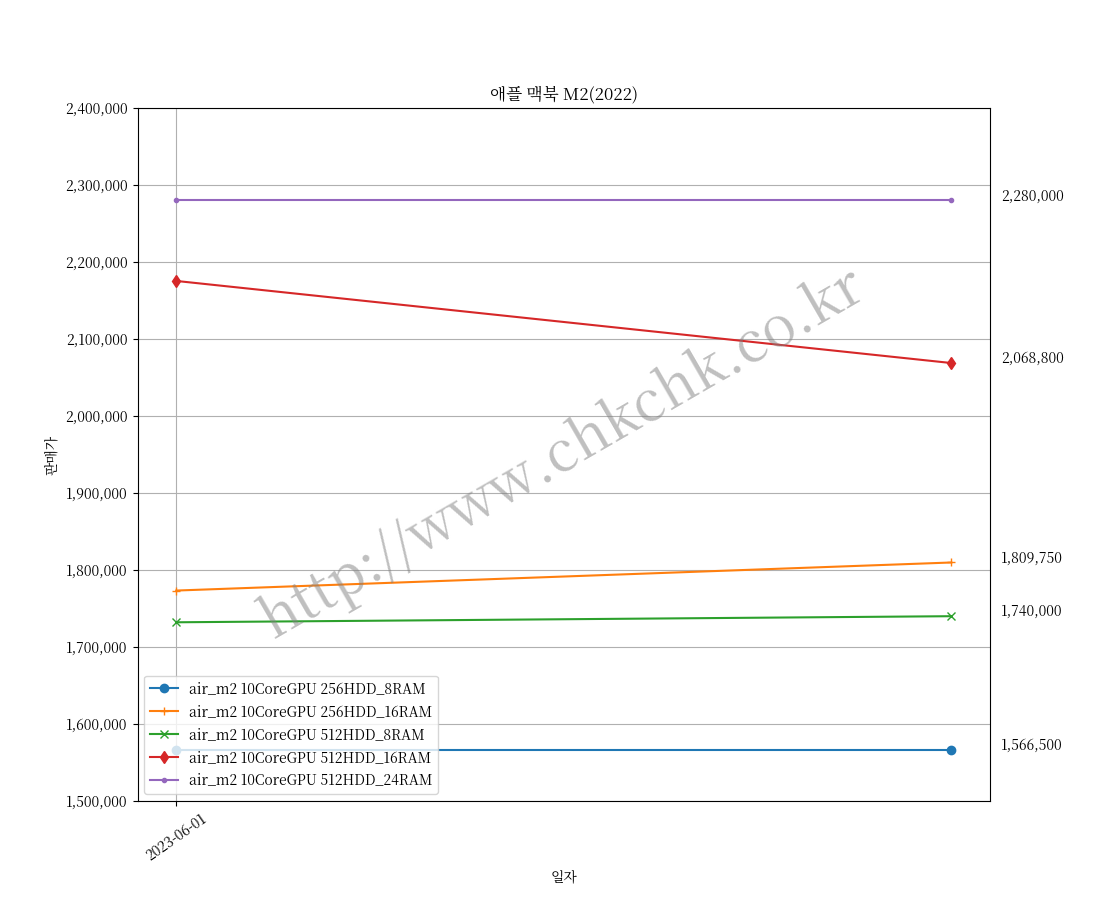 애플 맥북 M2(2022)
2,400,000
2,300,000
2,200,000
2,100,000
2,000,000
1,900,000
1,800,000
1,700,000
1,600,000
1,500,000
판매가
2,280,000
2,068,800
1,809,750
1,740,000
1,566,500
http://www.chkchk.co.kr
air_m2 10CoreGPU 256HDD_8RAM
air_m2 10CoreGPU 256HDD_16RAM
air_m2 10CoreGPU 512HDD_8RAM
air_m2 10CoreGPU 512HDD_16RAM
air_m2 10CoreGPU 512HDD_24RAM
2023-06-01
일자